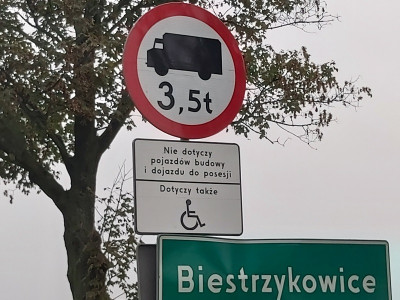 3,5t
Nie dotyczy
pojazdów budowy
i dojazdu do posesji
Dotyczy także
Biestrzykowice